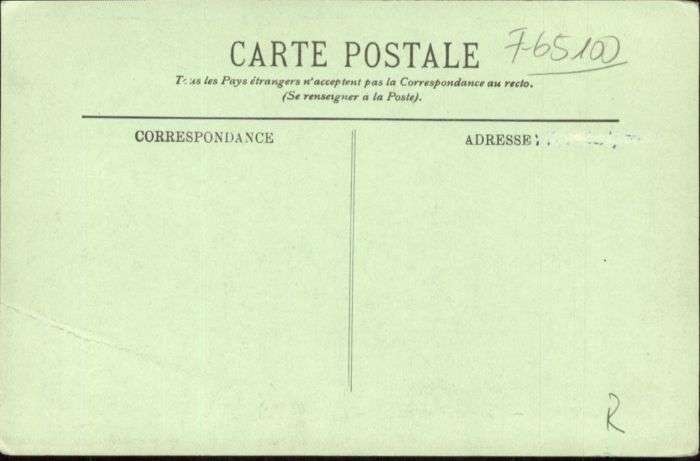 7-65100
CARTE POSTALE
Tous les Pays étrangers n'acceptent pas la Correspondance au recto.
(Se renseigner a la Poste).
CORRESPONDANCE
ADRESSE
R